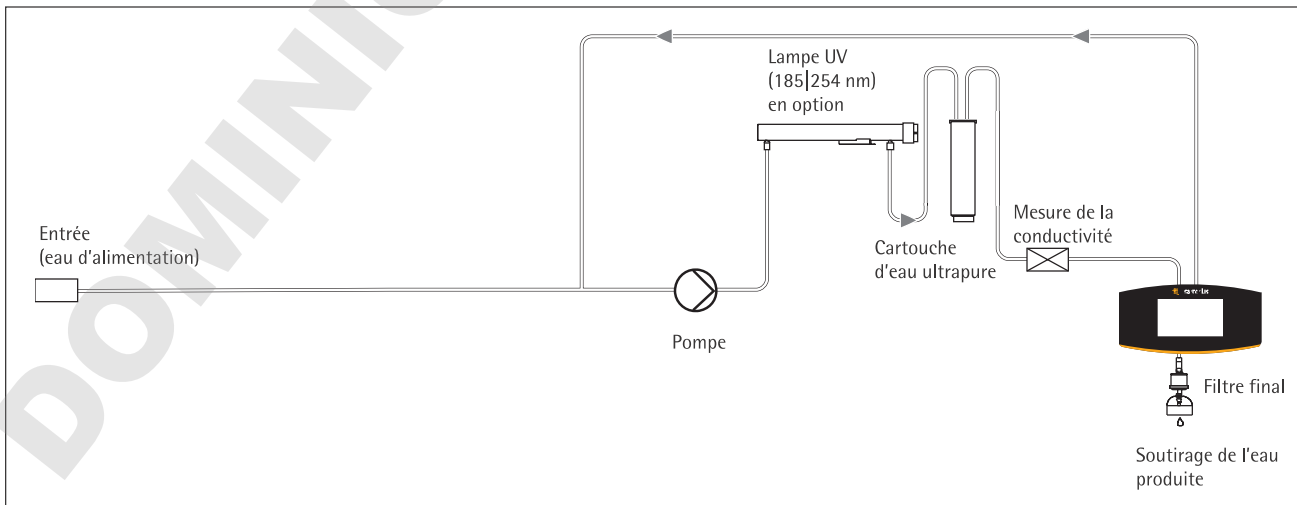 DOMINIC
Lampe UV
(185|254 nm)
en option
Entrée
(eau d'alimentation)
Mesure de la
conductivité
Cartouche
d'eau ultrapure
Pompe
Filtre final
Soutirage de l'eau
produite